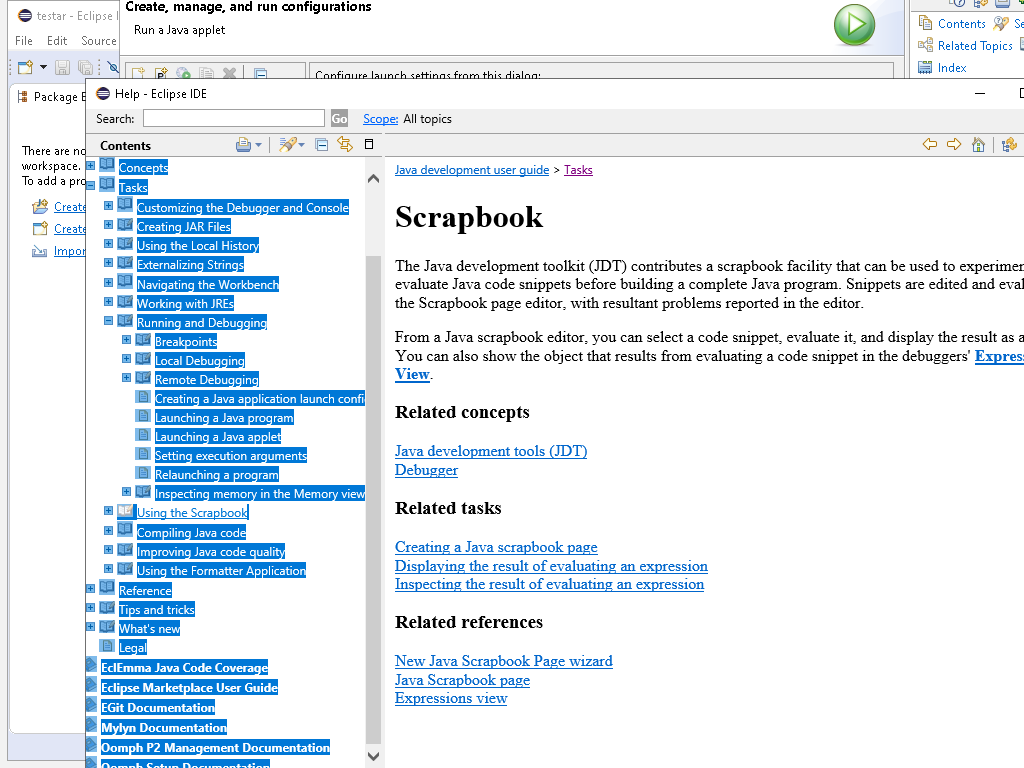 testar - Eclipse I
File Edit Source
Package E
There are no
workspace.
To add a pro
Create
Create
Impor
Create, manage, and run configurations
Run a Java applet
Configure launch settings from this dialog:
Contents
Se
Related Topics
Index
Help - Eclipse IDE
Search:
Go
Scope: All topics
Contents
Concepts
Tasks
Customizing the Debugger and Console
Creating JAR Files
Using the Local History
Externalizing Strings
Navigating the Workbench
Working with JREs
Running and Debugging
Breakpoints
Local Debugging
Remote Debugging
Creating a Java application launch confi
Launching a Java program
Launching a Java applet
Setting execution arguments
Relaunching a program
Inspecting memory in the Memory view
Using the Scrapbook
Compiling Java code
Improving Java code quality
Using the Formatter Application
Reference
Tips and tricks
What's new
Legal
EclEmma Java Code Coverage
Eclipse Marketplace User Guide
EGit Documentation
Mylyn Documentation
Oomph P2 Management Documentation
Oomph Setup Documentation
Java development user guide > Tasks
Scrapbook
The Java development toolkit (JDT) contributes a scrapbook facility that can be used to experimen
evaluate Java code snippets before building a complete Java program. Snippets are edited and eval
the Scrapbook page editor, with resultant problems reported in the editor.
From a Java scrapbook editor, you can select a code snippet, evaluate it, and display the result as a
You can also show the object that results from evaluating a code snippet in the debuggers' Express
View.
Related concepts
Java development tools (JDT)
Debugger
Related tasks
Creating a Java scrapbook page
Displaying the result of evaluating an expression
Inspecting the result of evaluating an expression
Related references
New Java Scrapbook Page wizard
Java Scrapbook page
Expressions view